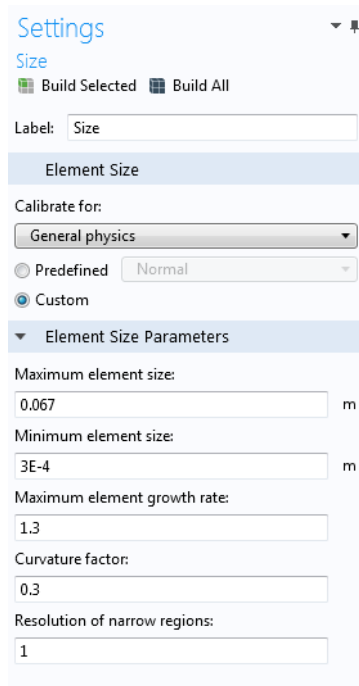 Settings
Size
Build Selected Build All
Label: Size
Element Size
Calibrate for:
General physics
Predefined Normal
Custom
Element Size Parameters
Maximum element size:
0.067 m
Minimum element size:
3E-4 m
Maximum element growth rate:
1.3
Curvature factor:
0.3
Resolution of narrow regions:
1